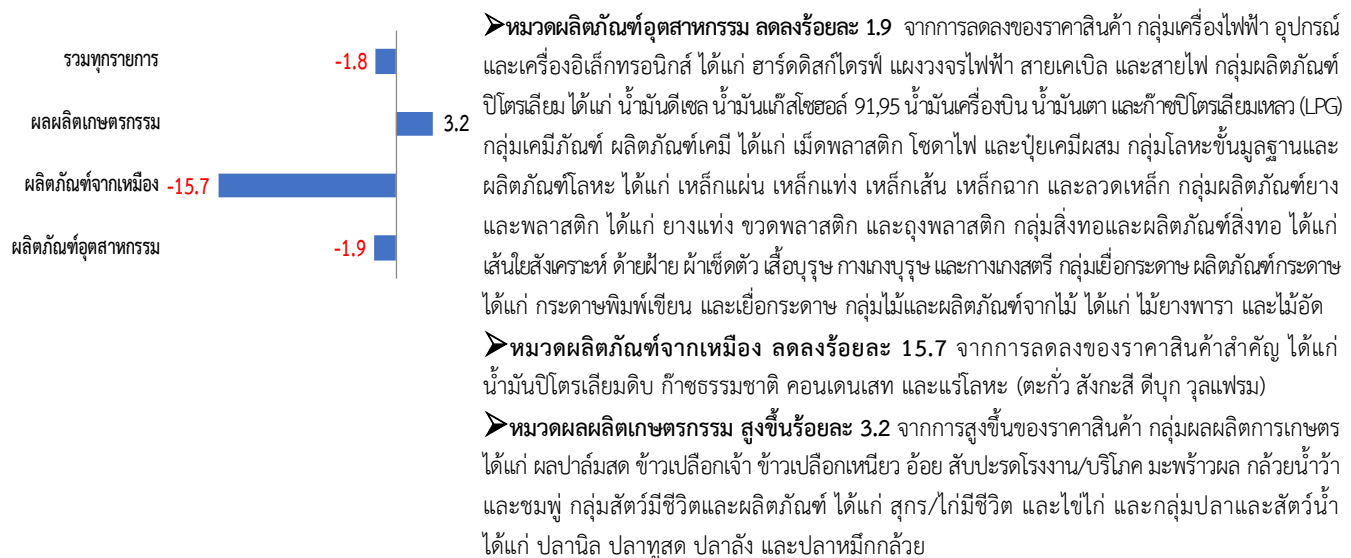 รวมทุกรายการ -1.8
ผลผลิตเกษตรกรรม 3.2
ผลิตภัณฑ์จากเหมือง -15.7
ผลิตภัณฑ์อุตสาหกรรม -1.9
➢หมวดผลิตภัณฑ์อุตสาหกรรม ลดลงร้อยละ 1.9 จากการลดลงของราคาสินค้า กลุ่มเครื่องไฟฟ้า อุปกรณ์
และเครื่องอิเล็กทรอนิกส์ ได้แก่ ฮาร์ดดิสก์ไดรฟ์ แผงวงจรไฟฟ้า สายเคเบิล และสายไฟ กลุ่มผลิตภัณฑ์
ปิโตรเลียม ได้แก่ น้ำมันดีเซล น้ำมันแก๊สโซฮอล์ 91,95 น้ำมันเครื่องบิน น้ำมันเตา และก๊าซปิโตรเลียมเหลว (LPG)
กลุ่มเคมีภัณฑ์ ผลิตภัณฑ์เคมี ได้แก่ เม็ดพลาสติก โซดาไฟ และปุ๋ยเคมีผสม กลุ่มโลหะขั้นมูลฐานและ
ผลิตภัณฑ์โลหะ ได้แก่ เหล็กแผ่น เหล็กแท่ง เหล็กเส้น เหล็กฉาก และลวดเหล็ก กลุ่มผลิตภัณฑ์ยาง
และพลาสติก ได้แก่ ยางแท่ง ขวดพลาสติก และถุงพลาสติก กลุ่มสิ่งทอและผลิตภัณฑ์สิ่งทอ ได้แก่
เส้นใยสังเคราะห์ ด้ายฝ้าย ผ้าเช็ดตัว เสื้อบุรุษ กางเกงบุรุษ และกางเกงสตรี กลุ่มเยื่อกระดาษ ผลิตภัณฑ์กระดาษ
ได้แก่ กระดาษพิมพ์เขียน และเยื่อกระดาษ กลุ่มไม้และผลิตภัณฑ์จากไม้ ได้แก่ ไม้ยางพารา และไม้อัด
➢หมวดผลิตภัณฑ์จากเหมือง ลดลงร้อยละ 15.7 จากการลดลงของราคาสินค้าสำคัญ ได้แก่
น้ำมันปิโตรเลียมดิบ ก๊าซธรรมชาติ คอนเดนเสท และแร่โลหะ (ตะกั่ว สังกะสี ดีบุก วุลแฟรม)
➢หมวดผลผลิตเกษตรกรรม สูงขึ้นร้อยละ 3.2 จากการสูงขึ้นของราคาสินค้า กลุ่มผลผลิตการเกษตร
ได้แก่ ผลปาล์มสด ข้าวเปลือกเจ้า ข้าวเปลือกเหนียว อ้อย สับปะรดโรงงาน/บริโภค มะพร้าวผล กล้วยน้ำว้า
และชมพู่ กลุ่มสัตว์มีชีวิตและผลิตภัณฑ์ ได้แก่ สุกร/ไก่มีชีวิต และไข่ไก่ และกลุ่มปลาและสัตว์น้ำ
ได้แก่ ปลานิล ปลาทูสด ปลาลัง และปลาหมึกกล้วย